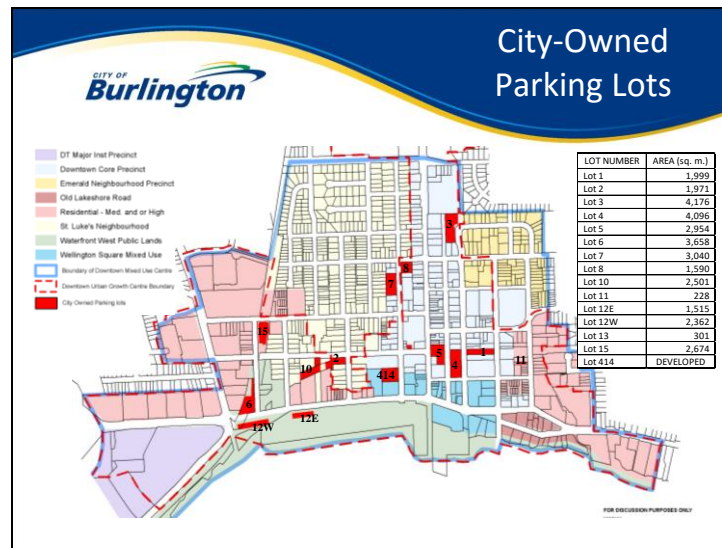 City-Owned
Parking Lots
CITY OF
Burlington
DT Major Inst Precinct
Downtown Core Precinct
Emerald Neighbourhood Precinct
Old Lakeshore Road
Residential - Med. and or High
St. Luke's Neighbourhood
Waterfront West Public Lands
Wellington Square Mixed Use
Boundary of Downtown Mixed Use Centre
Downtown Urban Growth Centre Boundary
City Owned Parking lots
LOT NUMBER AREA (sq. m.)
Lot 1 1,999
Lot 2 1,971
Lot 3 4,176
Lot 4 4,096
Lot 5 2,954
Lot 6 3,658
Lot 7 3,040
Lot 8 1,590
Lot 10 2,501
Lot 11 228
Lot 12E 1,515
Lot 12W 2,362
Lot 13 301
Lot 15 2,674
Lot 414 DEVELOPED
3
8
7
15
2
5
1
4
11
10
414
6
12E
12W
FOR DISCUSSION PURPOSES ONLY